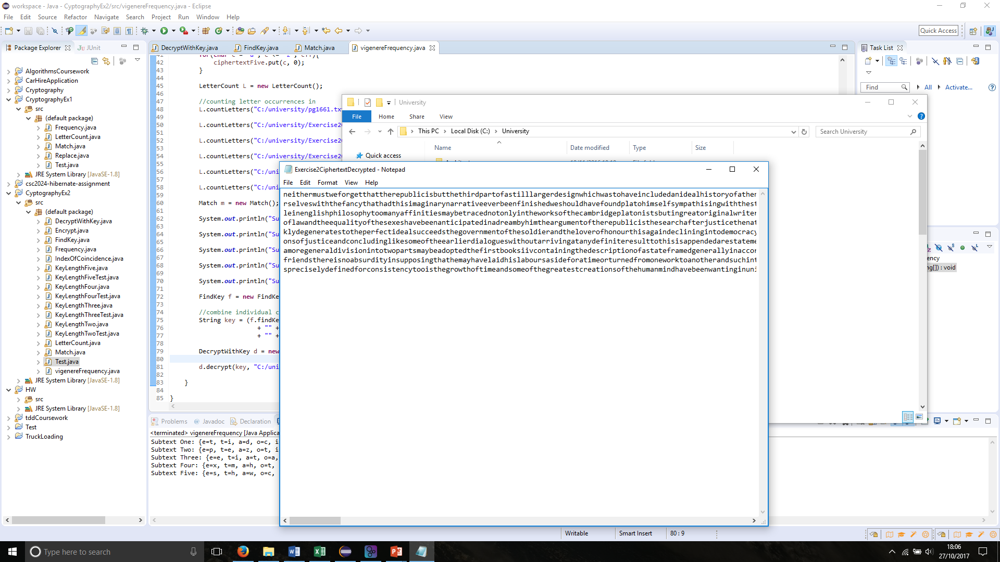 workspace - Java - CyptographyEx2/src/vigenereFrequency.java - Eclipse
File Edit Source Refactor Navigate Search Project Run Window Help
Quick Access
Package Explorer JUnit
AlgorithmsCoursework
CarHireApplication
Cryptography
CryptographyEx1
src
(default package)
Frequency.java
LetterCount.java
Match.java
Replace.java
Test.java
JRE System Library [JavaSE-1.8]
csc2024-hibernate-assignment
CyptographyEx2
src
(default package)
DecryptWithKey.java
Encrypt.java
FindKey.java
Frequency.java
IndexOfCoincidence.java
KeyLengthFive.java
KeyLengthFiveTest.java
KeyLengthFour.java
KeyLengthFourTest.java
KeyLengthThree.java
KeyLengthThreeTest.java
KeyLengthTwo.java
KeyLengthTwoTest.java
LetterCount.java
Match.java
Test.java
vigenereFrequency.java
JRE System Library [JavaSE-1.8]
HW
src
JRE System Library [JavaSE-1.8]
tddCoursework
Test
TruckLoading
DecryptWithKey.java FindKey.java Match.java vigenereFrequency.java
42 ciphertextFive.put(c, 0);
43 }
44
45 LetterCount L = new LetterCount();
46
47 //counting letter occurrences in
48 L.countLetters("C:/university/pg1661.tx
49
50 L.countLetters("C:/university/Exercise2
51
52 L.countLetters("C:/university/Exercise2
53
54 L.countLetters("C:/university/Exercise2
55
56 L.countLetters("C:/uni
57
58 L.countLetters("C:/uni
59
60 Match m = new Match();
61
62 System.out.println("Su
63
64 System.out.println("Su
65
66 System.out.println("Su
67
68 System.out.println("Su
69
70 System.out.println("Su
71
72 FindKey f = new FindKe
73
74 //combine individual c
75 String key = (f.findKe
76 + "" +
77 + "" +
78
79 DecryptWithKey d = new
80
81 d.decrypt(key, "C:/uni
82
83 }
84
85 }
Problems Javadoc Declaration
<terminated> vigenereFrequency [Java Applica
Subtext One: {e=t, t=i, a=d, o=c, i
Subtext Two: {e=p, t=e, a=z, o=t, i
Subtext Three: {e=e, t=i, a=t, o=a,
Subtext Four: {e=x, t=m, a=h, o=t,
Subtext Five: {e=s, t=h, a=w, o=c,
University
File Home Share View
This PC Local Disk (C:) University
Search University
Name Date modified Type Size
Quick access
Exercise2CiphertextDecrypted - Notepad
File Edit Format View Help
neithermustweforgetthattherepublicisbutthethirdpartofastilllargerdesignwhichwastohaveincludedanidealhistoryofather
rselveswiththefancythathadthisimaginarynarrativeeverbeenfinishedweshouldhavefoundplatohimselfsympathisingwiththest
leinenglishphilosophytoomanyaffinitiesmaybetracednotonlyintheworksofthecambridgeplatonistsbutingreatoriginalwriter
oflawandtheequalityofthesexeshavebeenanticipatedinadreambyhimtheargumentoftherepublicisthesearchafterjusticethenat
klydegeneratestotheperfectidealsucceedsthegovernmentofthesoldierandtheloverofhonourthisagaindecliningintodemocracy
onsofjusticeandconcludinglikesomeoftheearlierdialogueswithoutarrivingatanydefiniteresulttothisisappendedarestateme
amoregeneraldivisionintotwopartsmaybeadoptedthefirstbooksiivcontainingthedescriptionofastateframedgenerallyinaccor
friendsthereisnoabsurdityinsupposingthathemayhavelaidhislaboursasideforatimeorturnedfromoneworktoanotherandsuchint
spreciselydefinedforconsistencytooisthegrowthoftimeandsomeofthegreatestcreationsofthehumanmindhavebeenwantinginuni
Task List
Find All Activate...
ency
ng[]) : void
Writable Smart Insert 80 : 9
Type here to search
18:06
27/10/2017